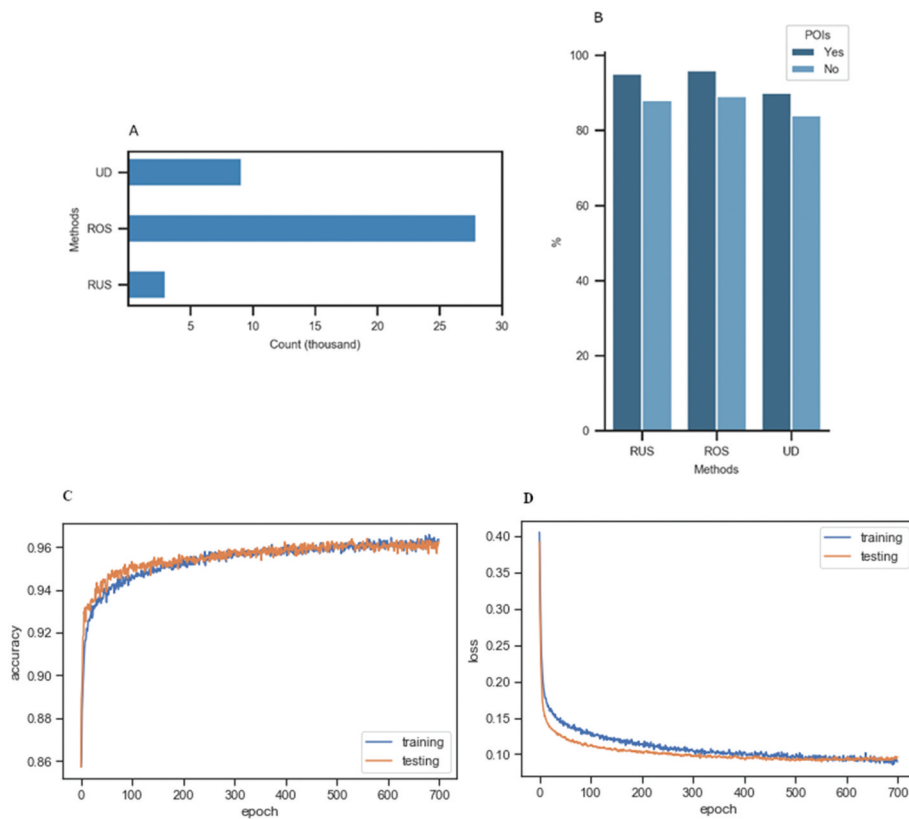 A
Methods
UD
ROS
RUS
5 10 15 20 25 30
Count (thousand)
B
POIs
Yes
No
%
100
80
60
40
20
0
RUS ROS UD
Methods
C
accuracy
0.96
0.94
0.92
0.90
0.88
0.86
training
testing
0 100 200 300 400 500 600 700
epoch
D
loss
0.40
0.35
0.30
0.25
0.20
0.15
0.10
training
testing
0 100 200 300 400 500 600 700
epoch